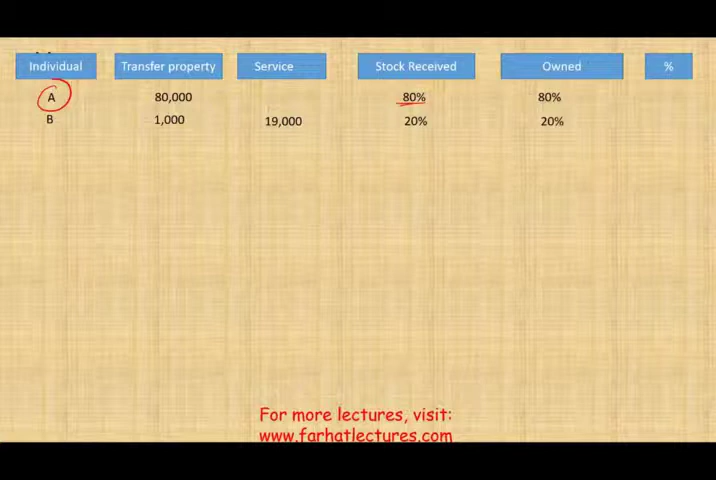 Individual Transfer property Service Stock Received Owned %
A 80,000 80% 80%
B 1,000 19,000 20% 20%
For more lectures, visit:
www.farhatlectures.com